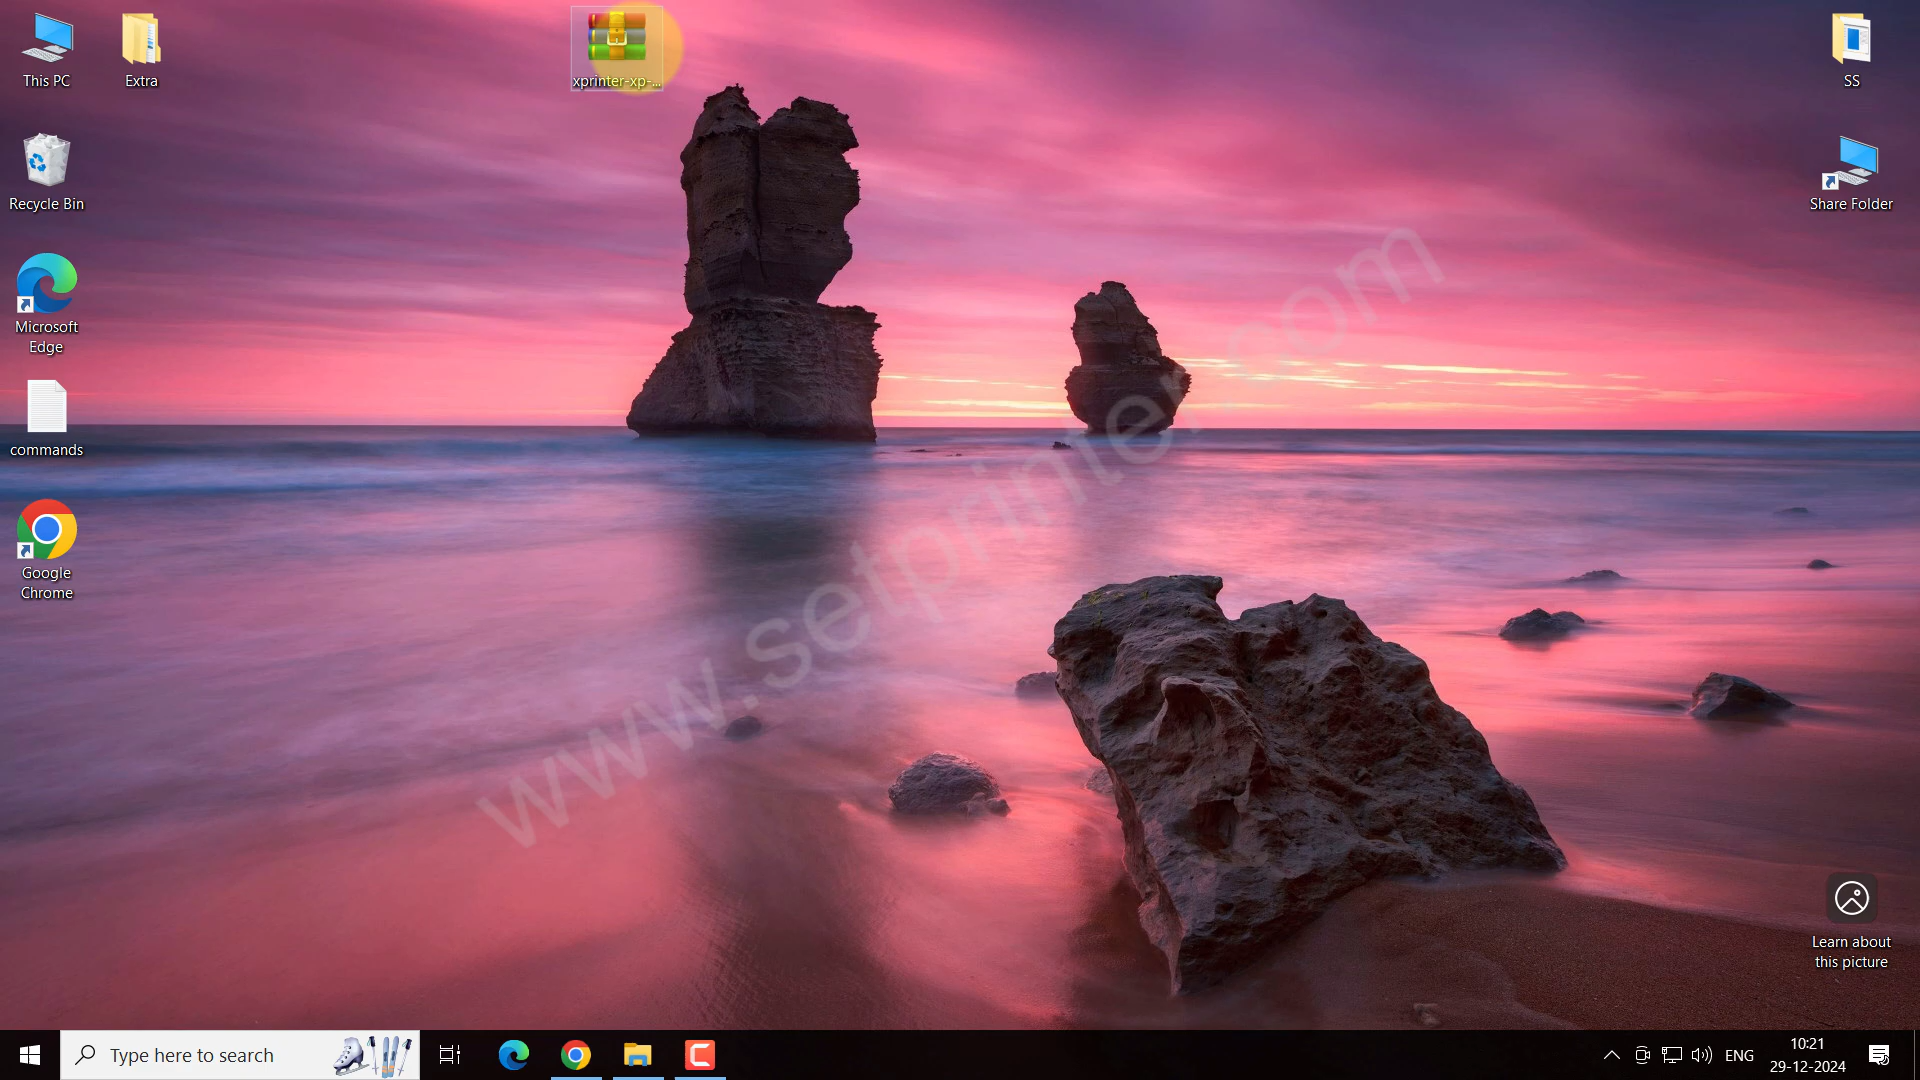 This PC
Extra
xprinter-xp-...
SS
Recycle Bin
Share Folder
Microsoft
Edge
commands
Google
Chrome
www.setprinter.com
Learn about
this picture
Type here to search
ENG
10:21
29-12-2024